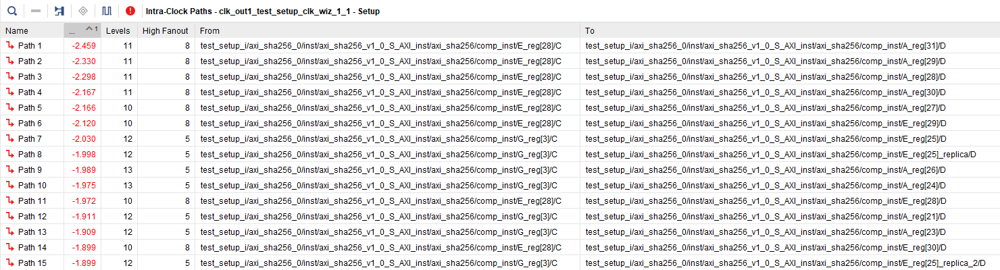 Intra-Clock Paths - clk_out1_test_setup_clk_wiz_1_1 - Setup
Name ... 1 Levels High Fanout From To
Path 1 -2.459 11 8 test_setup_i/axi_sha256_0/inst/axi_sha256_v1_0_S_AXI_inst/axi_sha256/comp_inst/E_reg[28]/C test_setup_i/axi_sha256_0/inst/axi_sha256_v1_0_S_AXI_inst/axi_sha256/comp_inst/A_reg[31]/D
Path 2 -2.330 11 8 test_setup_i/axi_sha256_0/inst/axi_sha256_v1_0_S_AXI_inst/axi_sha256/comp_inst/E_reg[28]/C test_setup_i/axi_sha256_0/inst/axi_sha256_v1_0_S_AXI_inst/axi_sha256/comp_inst/A_reg[29]/D
Path 3 -2.298 11 8 test_setup_i/axi_sha256_0/inst/axi_sha256_v1_0_S_AXI_inst/axi_sha256/comp_inst/E_reg[28]/C test_setup_i/axi_sha256_0/inst/axi_sha256_v1_0_S_AXI_inst/axi_sha256/comp_inst/A_reg[28]/D
Path 4 -2.167 11 8 test_setup_i/axi_sha256_0/inst/axi_sha256_v1_0_S_AXI_inst/axi_sha256/comp_inst/E_reg[28]/C test_setup_i/axi_sha256_0/inst/axi_sha256_v1_0_S_AXI_inst/axi_sha256/comp_inst/A_reg[30]/D
Path 5 -2.166 10 8 test_setup_i/axi_sha256_0/inst/axi_sha256_v1_0_S_AXI_inst/axi_sha256/comp_inst/E_reg[28]/C test_setup_i/axi_sha256_0/inst/axi_sha256_v1_0_S_AXI_inst/axi_sha256/comp_inst/A_reg[27]/D
Path 6 -2.120 10 8 test_setup_i/axi_sha256_0/inst/axi_sha256_v1_0_S_AXI_inst/axi_sha256/comp_inst/E_reg[28]/C test_setup_i/axi_sha256_0/inst/axi_sha256_v1_0_S_AXI_inst/axi_sha256/comp_inst/E_reg[29]/D
Path 7 -2.030 12 5 test_setup_i/axi_sha256_0/inst/axi_sha256_v1_0_S_AXI_inst/axi_sha256/comp_inst/G_reg[3]/C test_setup_i/axi_sha256_0/inst/axi_sha256_v1_0_S_AXI_inst/axi_sha256/comp_inst/E_reg[25]/D
Path 8 -1.998 12 5 test_setup_i/axi_sha256_0/inst/axi_sha256_v1_0_S_AXI_inst/axi_sha256/comp_inst/G_reg[3]/C test_setup_i/axi_sha256_0/inst/axi_sha256_v1_0_S_AXI_inst/axi_sha256/comp_inst/E_reg[25]_replica/D
Path 9 -1.989 13 5 test_setup_i/axi_sha256_0/inst/axi_sha256_v1_0_S_AXI_inst/axi_sha256/comp_inst/G_reg[3]/C test_setup_i/axi_sha256_0/inst/axi_sha256_v1_0_S_AXI_inst/axi_sha256/comp_inst/A_reg[26]/D
Path 10 -1.975 13 5 test_setup_i/axi_sha256_0/inst/axi_sha256_v1_0_S_AXI_inst/axi_sha256/comp_inst/G_reg[3]/C test_setup_i/axi_sha256_0/inst/axi_sha256_v1_0_S_AXI_inst/axi_sha256/comp_inst/A_reg[24]/D
Path 11 -1.972 10 8 test_setup_i/axi_sha256_0/inst/axi_sha256_v1_0_S_AXI_inst/axi_sha256/comp_inst/E_reg[28]/C test_setup_i/axi_sha256_0/inst/axi_sha256_v1_0_S_AXI_inst/axi_sha256/comp_inst/E_reg[28]/D
Path 12 -1.911 12 5 test_setup_i/axi_sha256_0/inst/axi_sha256_v1_0_S_AXI_inst/axi_sha256/comp_inst/G_reg[3]/C test_setup_i/axi_sha256_0/inst/axi_sha256_v1_0_S_AXI_inst/axi_sha256/comp_inst/A_reg[21]/D
Path 13 -1.909 12 5 test_setup_i/axi_sha256_0/inst/axi_sha256_v1_0_S_AXI_inst/axi_sha256/comp_inst/G_reg[3]/C test_setup_i/axi_sha256_0/inst/axi_sha256_v1_0_S_AXI_inst/axi_sha256/comp_inst/A_reg[23]/D
Path 14 -1.899 10 8 test_setup_i/axi_sha256_0/inst/axi_sha256_v1_0_S_AXI_inst/axi_sha256/comp_inst/E_reg[28]/C test_setup_i/axi_sha256_0/inst/axi_sha256_v1_0_S_AXI_inst/axi_sha256/comp_inst/E_reg[30]/D
Path 15 -1.899 12 5 test_setup_i/axi_sha256_0/inst/axi_sha256_v1_0_S_AXI_inst/axi_sha256/comp_inst/G_reg[3]/C test_setup_i/axi_sha256_0/inst/axi_sha256_v1_0_S_AXI_inst/axi_sha256/comp_inst/E_reg[25]_replica_2/D